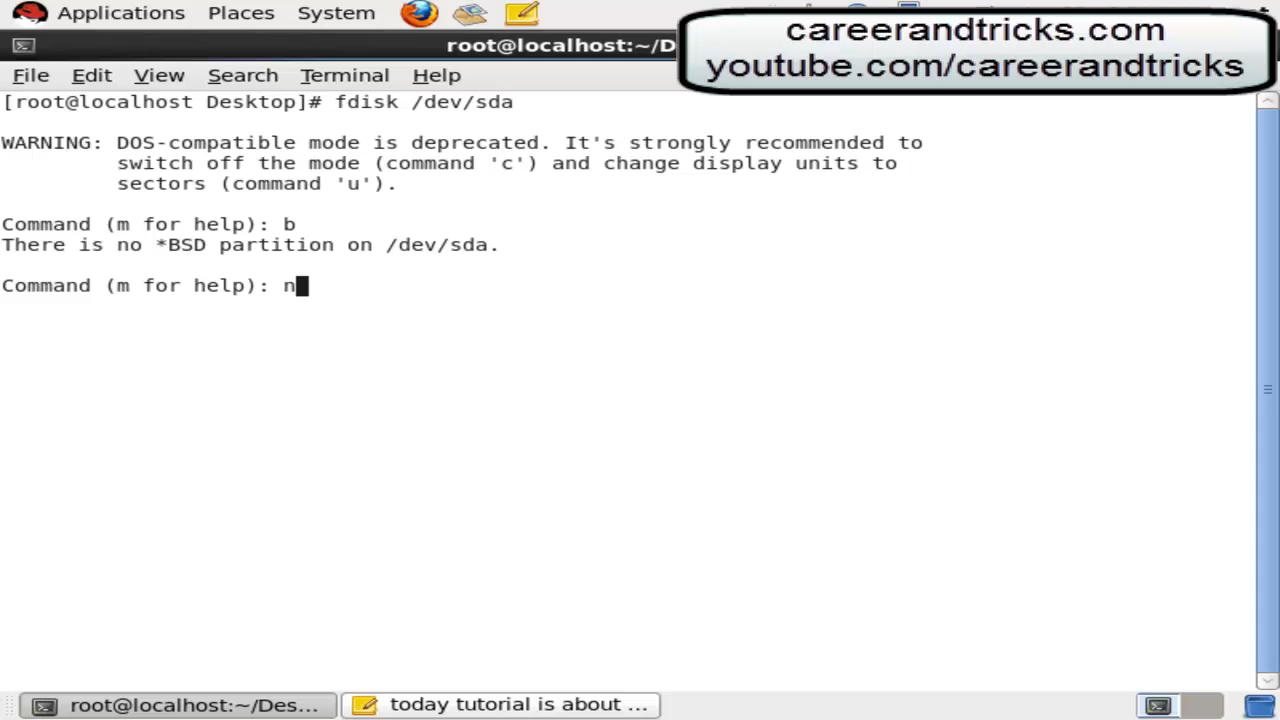 Applications Places System
careerandtricks.com
youtube.com/careerandtricks
root@localhost:~/D
File Edit View Search Terminal Help
[root@localhost Desktop]# fdisk /dev/sda
WARNING: DOS-compatible mode is deprecated. It's strongly recommended to
switch off the mode (command 'c') and change display units to
sectors (command 'u').
Command (m for help): b
There is no *BSD partition on /dev/sda.
Command (m for help): n
root@localhost:~/Des... today tutorial is about ...